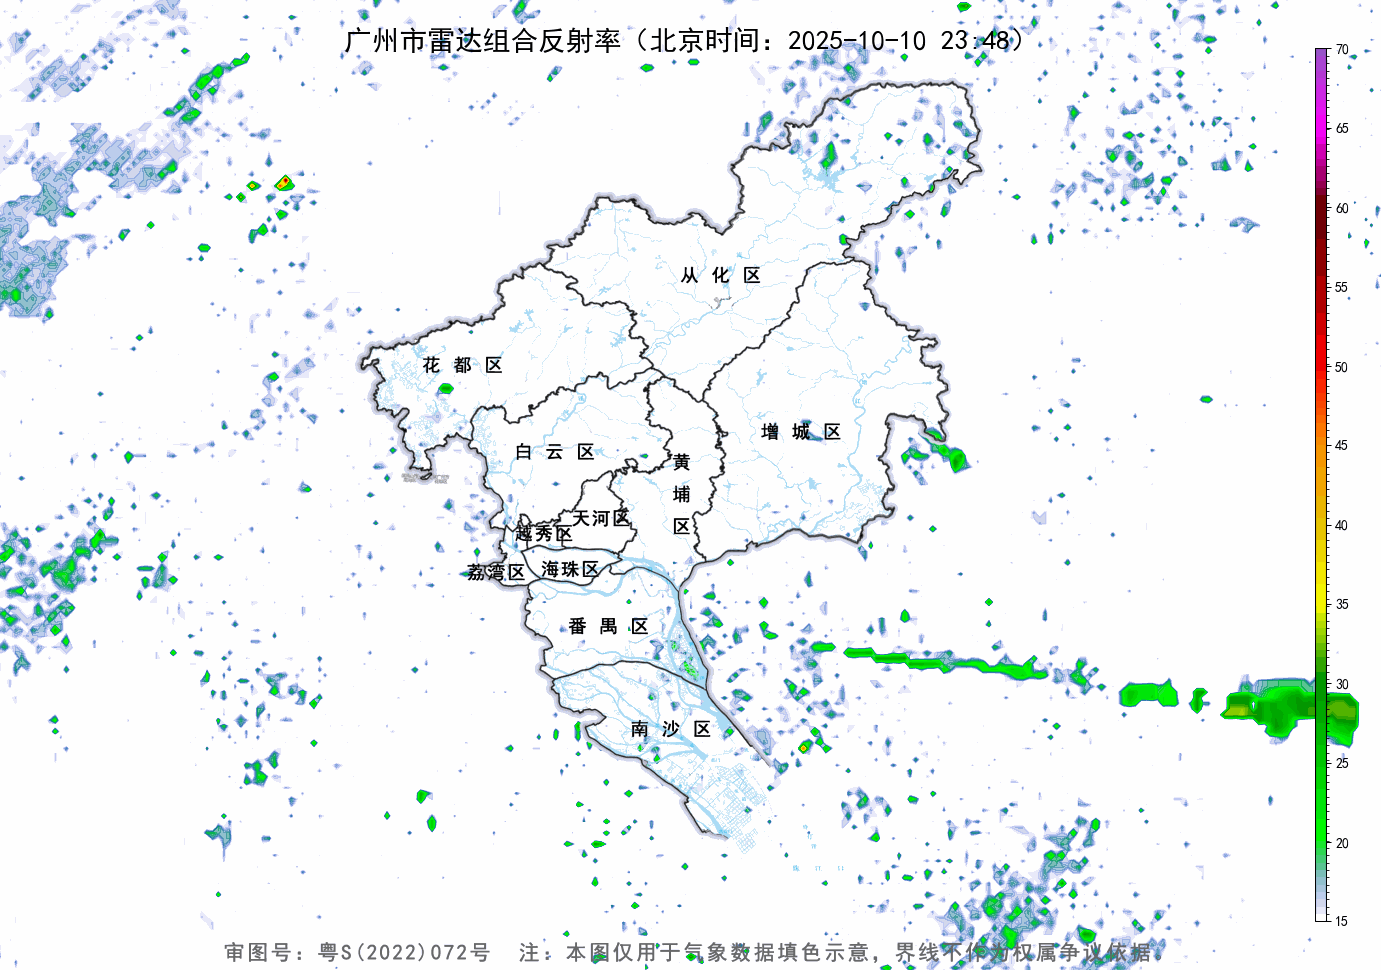 广州市雷达组合反射率（北京时间：2025-10-10 23:48）
70
65
60
55
50
45
40
35
30
25
20
15
从化区
花都区
增城区
白云区
黄埔区
天河区
越秀区
荔湾区
海珠区
番禺区
南沙区
审图号：粤S(2022)072号 注：本图仅用于气象数据填色示意，界线不作为权属争议依据。